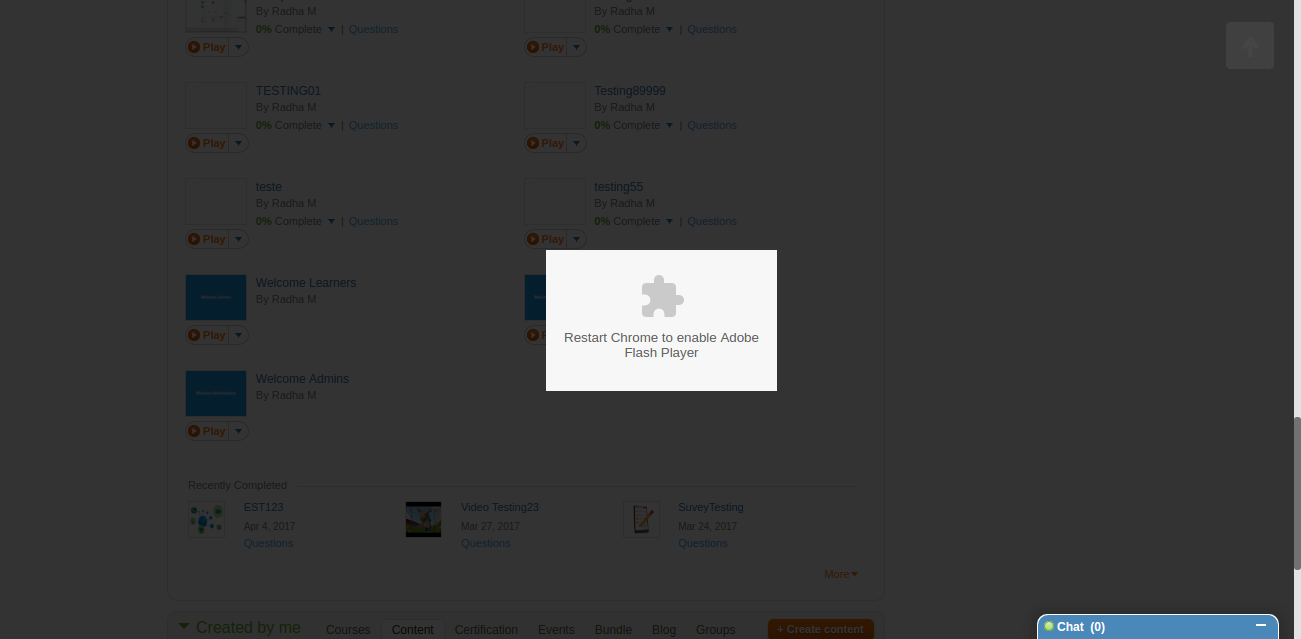 By Radha M
By Radha M
0% Complete | Questions
0% Complete | Questions
Play
Play
TESTING01
Testing89999
By Radha M
By Radha M
0% Complete | Questions
0% Complete | Questions
Play
Play
teste
testing55
By Radha M
By Radha M
0% Complete | Questions
0% Complete | Questions
Play
Play
Welcome Learners
By Radha M
Play
Restart Chrome to enable Adobe
Flash Player
Welcome Admins
By Radha M
Play
Recently Completed
EST123
Video Testing23
SuveyTesting
Apr 4, 2017
Mar 27, 2017
Mar 24, 2017
Questions
Questions
Questions
More
Created by me
Courses
Content
Certification
Events
Bundle
Blog
Groups
+ Create content
Chat (0)